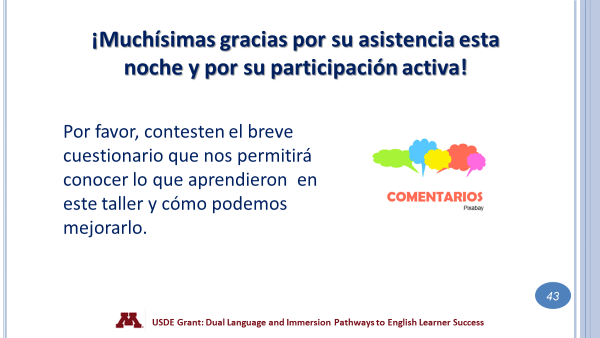 ¡Muchísimas gracias por su asistencia esta
noche y por su participación activa!
Por favor, contesten el breve
cuestionario que nos permitirá
conocer lo que aprendieron  en
este taller y cómo podemos
mejorarlo.
COMENTARIOS
Pixabay
43
USDE Grant: Dual Language and Immersion Pathways to English Learner Success